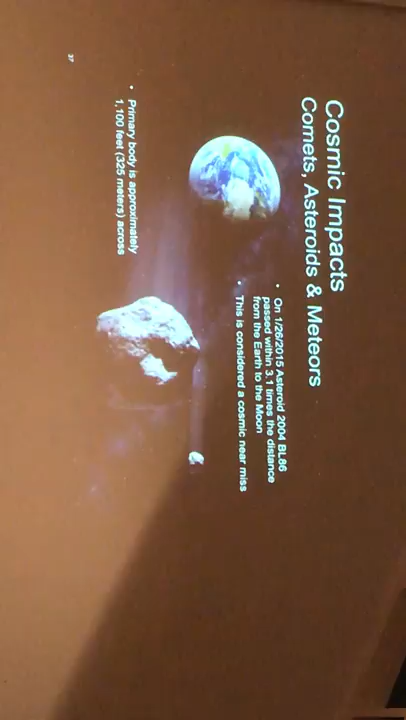 Cosmic Impacts
Comets, Asteroids & Meteors
• On 1/26/2015 Asteroid 2004 BL86
passed within 3.1 times the distance
from the Earth to the Moon
• This is considered a cosmic near miss
• Primary body is approximately
1,100 feet (325 meters) across
37